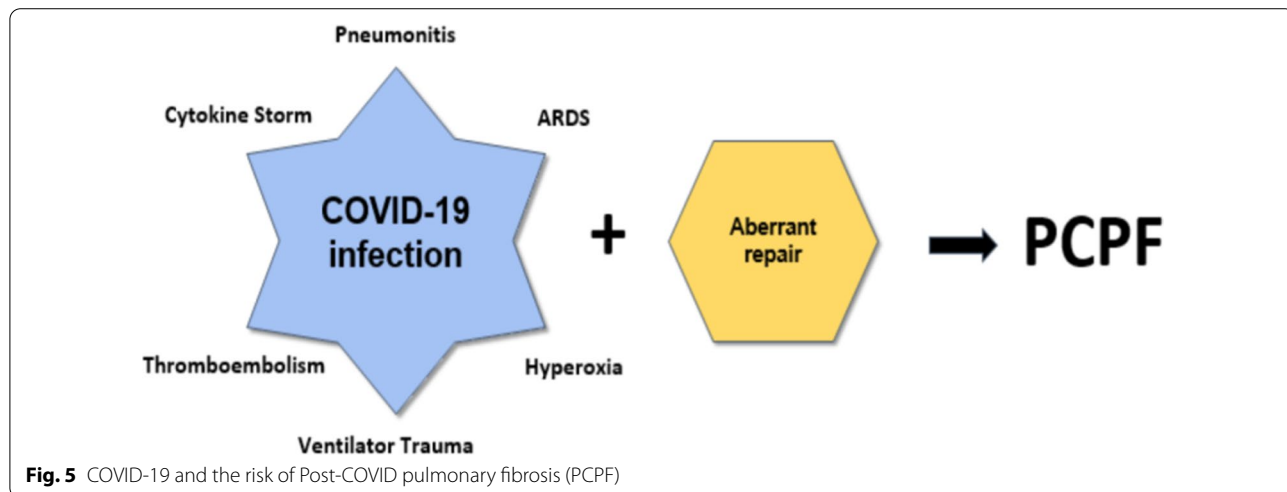 Pneumonitis
Cytokine Storm
ARDS
COVID-19
infection
+
Aberrant
repair
PCPF
Thromboembolism
Hyperoxia
Ventilator Trauma
Fig. 5 COVID-19 and the risk of Post-COVID pulmonary fibrosis (PCPF)